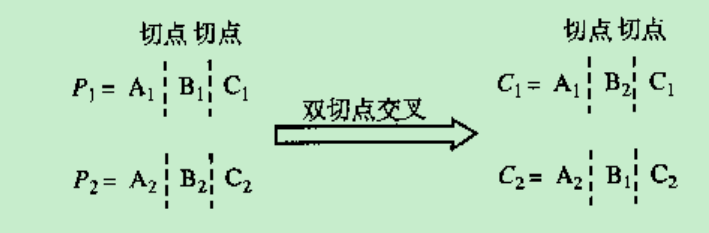 切点 切点
P₁ = A₁ B₁ C₁
P₂ = A₂ B₂ C₂
双切点交叉
切点 切点
C₁ = A₁ B₂ C₁
C₂ = A₂ B₁ C₂